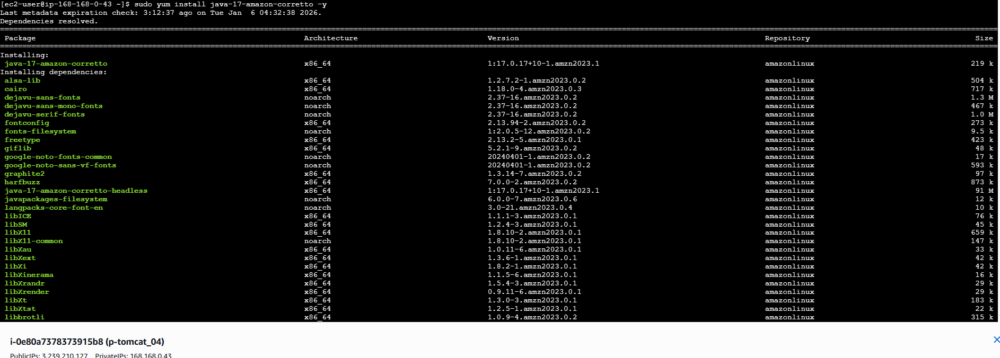 [ec2-user@ip-168-168-0-43 ~]$ sudo yum install java-17-amazon-corretto -y
Last metadata expiration check: 3:12:37 ago on Tue Jan  6 04:32:38 2026.
Dependencies resolved.
Package Architecture Version Repository Size
Installing:
java-17-amazon-corretto x86_64 1:17.0.17+10-1.amzn2023.1 amazonlinux 219 k
Installing dependencies:
alsa-lib x86_64 1.2.7.2-1.amzn2023.0.2 amazonlinux 504 k
cairo x86_64 1.18.0-4.amzn2023.0.3 amazonlinux 717 k
dejavu-sans-fonts noarch 2.37-16.amzn2023.0.2 amazonlinux 1.3 M
dejavu-sans-mono-fonts noarch 2.37-16.amzn2023.0.2 amazonlinux 467 k
dejavu-serif-fonts noarch 2.37-16.amzn2023.0.2 amazonlinux 1.0 M
fontconfig x86_64 2.13.94-2.amzn2023.0.2 amazonlinux 273 k
fonts-filesystem noarch 1:2.0.5-12.amzn2023.0.2 amazonlinux 9.5 k
freetype x86_64 2.13.2-5.amzn2023.0.1 amazonlinux 423 k
giflib x86_64 5.2.1-9.amzn2023.0.2 amazonlinux 48 k
google-noto-fonts-common noarch 20240401-1.amzn2023.0.2 amazonlinux 17 k
google-noto-sans-vf-fonts noarch 20240401-1.amzn2023.0.2 amazonlinux 593 k
graphite2 x86_64 1.3.14-7.amzn2023.0.2 amazonlinux 97 k
harfbuzz x86_64 7.0.0-2.amzn2023.0.2 amazonlinux 873 k
java-17-amazon-corretto-headless x86_64 1:17.0.17+10-1.amzn2023.1 amazonlinux 91 M
javapackages-filesystem noarch 6.0.0-7.amzn2023.0.6 amazonlinux 12 k
langpacks-core-font-en noarch 3.0-21.amzn2023.0.4 amazonlinux 10 k
libICE x86_64 1.1.1-3.amzn2023.0.1 amazonlinux 76 k
libSM x86_64 1.2.4-3.amzn2023.0.1 amazonlinux 45 k
libX11 x86_64 1.8.10-2.amzn2023.0.1 amazonlinux 659 k
libX11-common noarch 1.8.10-2.amzn2023.0.1 amazonlinux 147 k
libXau x86_64 1.0.11-6.amzn2023.0.1 amazonlinux 33 k
libXext x86_64 1.3.6-1.amzn2023.0.1 amazonlinux 42 k
libXi x86_64 1.8.2-1.amzn2023.0.1 amazonlinux 42 k
libXinerama x86_64 1.1.5-6.amzn2023.0.1 amazonlinux 16 k
libXrandr x86_64 1.5.4-3.amzn2023.0.1 amazonlinux 29 k
libXrender x86_64 0.9.11-6.amzn2023.0.1 amazonlinux 29 k
libXt x86_64 1.3.0-3.amzn2023.0.1 amazonlinux 183 k
libXtst x86_64 1.2.5-1.amzn2023.0.1 amazonlinux 22 k
libbrotli x86_64 1.0.9-4.amzn2023.0.2 amazonlinux 315 k
i-0e80a7378373915b8 (p-tomcat_04)
PublicIPs: 3.239.210.127 PrivateIPs: 168.168.0.43